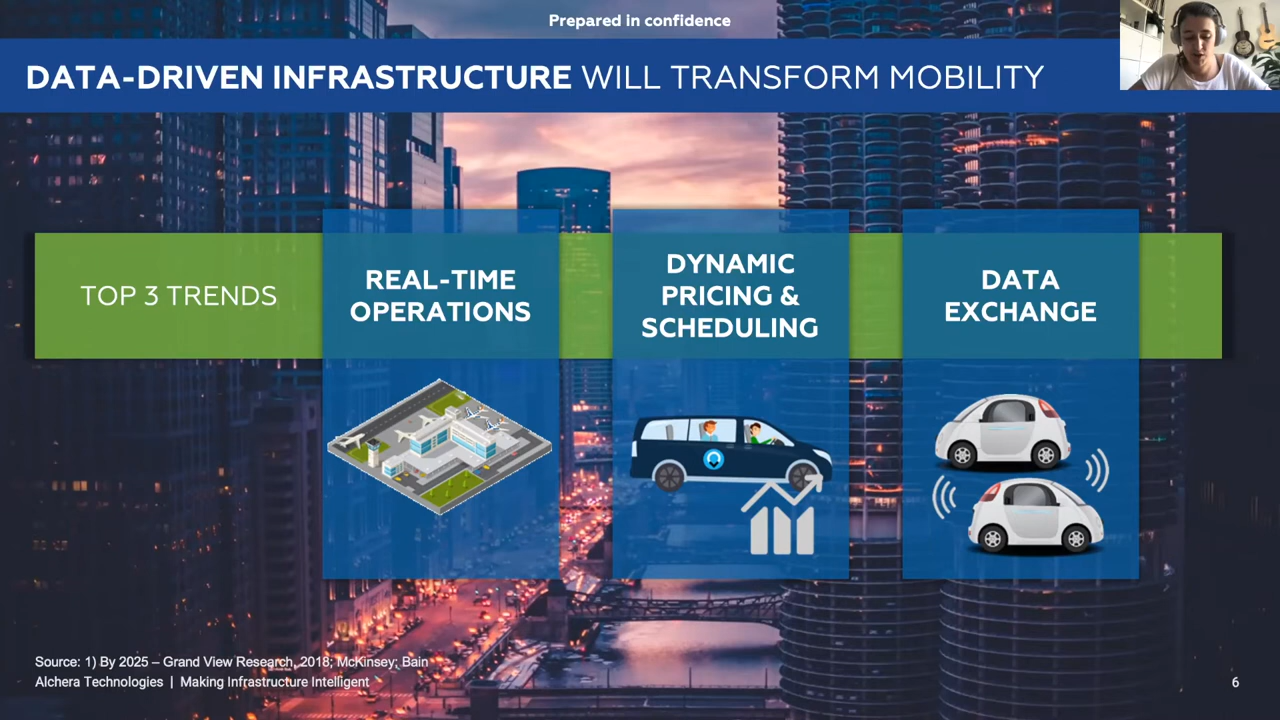 Prepared in confidence
DATA-DRIVEN INFRASTRUCTURE WILL TRANSFORM MOBILITY
TOP 3 TRENDS
REAL-TIME
OPERATIONS
DYNAMIC
PRICING &
SCHEDULING
DATA
EXCHANGE
Source: 1) By 2025 – Grand View Research, 2018; McKinsey; Bain
Alchera Technologies | Making Infrastructure Intelligent
6